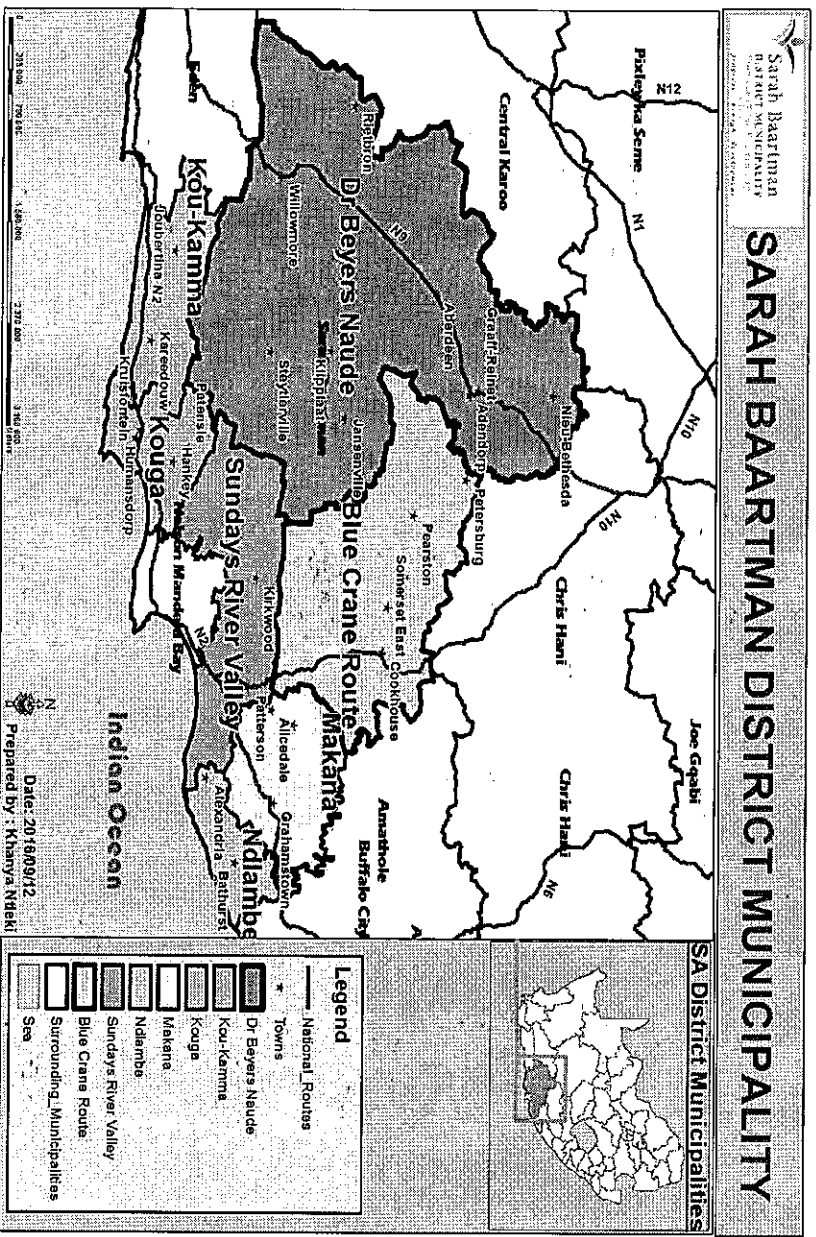 SARAH BAARTMAN DISTRICT MUNICIPALITY
Sarah Baartman
DISTRICT MUNICIPALITY
Pixley ka Seme
N12
N1
Central Karoo
N10
Joe Gqabi
Chris Hani
Chris Hani
N10
N6
Nieu-Bethesda
Graaff-Reinet
Adendorp
Petersburg
Aberdeen
N9
Rietbron
Dr Beyers Naude
Pearston
Somerset East
Cookhouse
Blue Crane Route
Amathole
Buffalo City
Jansenville
Klipplaat
Willowmore
Steytlerville
Makana
Eden
Kirkwood
Sundays River Valley
Patterson
Alicedale
Grahamstown
Kou-Kamma
Joubertina
N2
Kareedouw
Patensie
Hankey
Kouga
Kruisfontein
Humansdorp
N2
Alexandria
Bathurst
Ndlambe
Indian Ocean
N
Date: 2016/09/12
Prepared by : Khanya Ntleki
SA District Municipalities
Legend
National_Routes
Towns
Dr Beyers Naude
Kou-Kamma
Kouga
Makana
Ndlambe
Sundays River Valley
Blue Crane Route
Surrounding_Municipalities
Sea